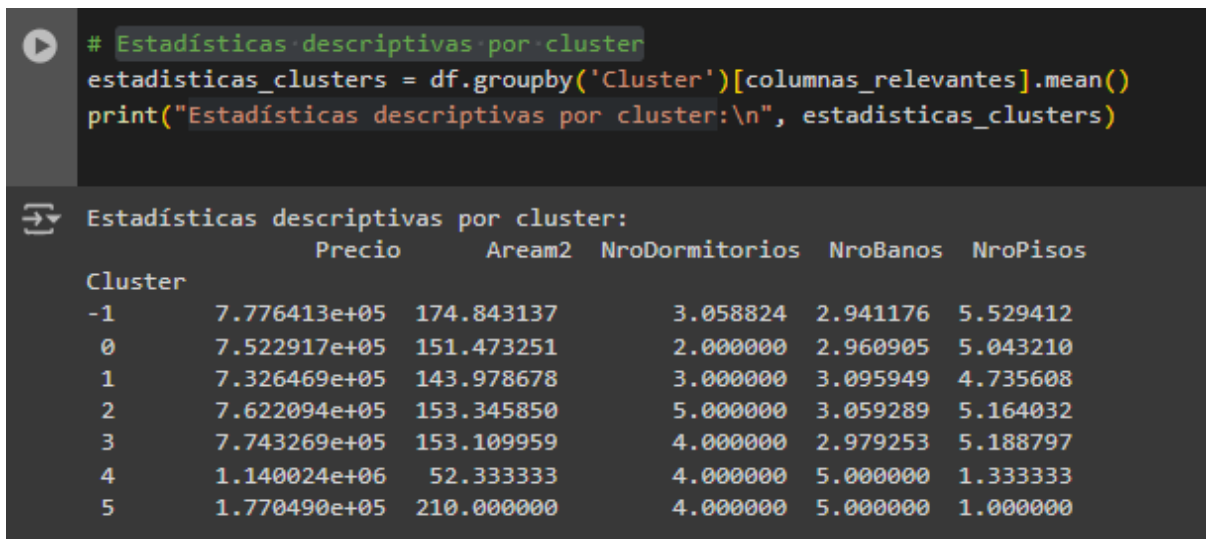 # Estadísticas descriptivas por cluster
estadisticas_clusters = df.groupby('Cluster')[columnas_relevantes].mean()
print("Estadísticas descriptivas por cluster:\n", estadisticas_clusters)
Estadísticas descriptivas por cluster:
Precio Aream2 NroDormitorios NroBanos NroPisos
Cluster
-1 7.776413e+05 174.843137 3.058824 2.941176 5.529412
0 7.522917e+05 151.473251 2.000000 2.960905 5.043210
1 7.326469e+05 143.978678 3.000000 3.095949 4.735608
2 7.622094e+05 153.345850 5.000000 3.059289 5.164032
3 7.743269e+05 153.109959 4.000000 2.979253 5.188797
4 1.140024e+06 52.333333 4.000000 5.000000 1.333333
5 1.770490e+05 210.000000 4.000000 5.000000 1.000000